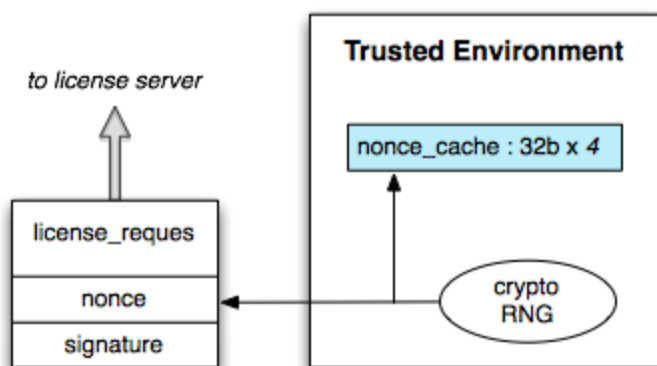 Trusted Environment
to license server
nonce_cache : 32b x 4
license_reques
nonce
crypto
RNG
signature